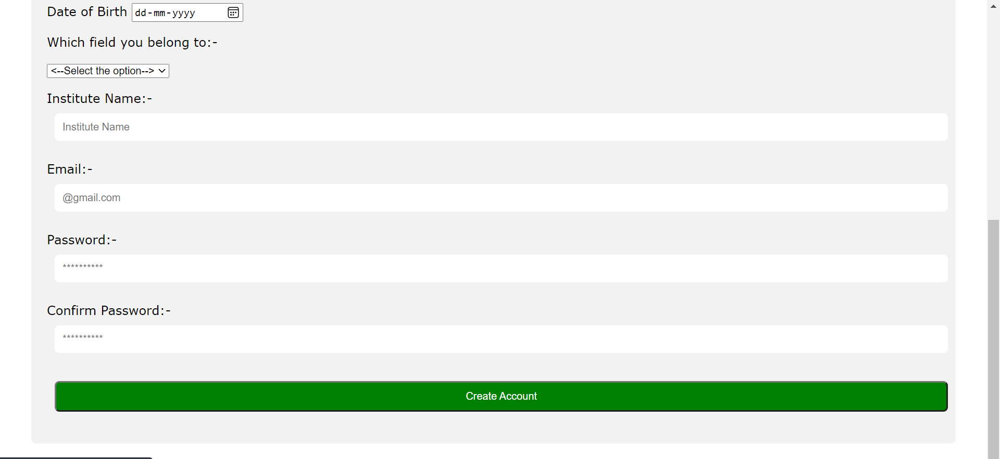 Date of Birth dd-mm-yyyy
Which field you belong to:-
<--Select the option-->
Institute Name:-
Institute Name
Email:-
@gmail.com
Password:-
**********
Confirm Password:-
**********
Create Account